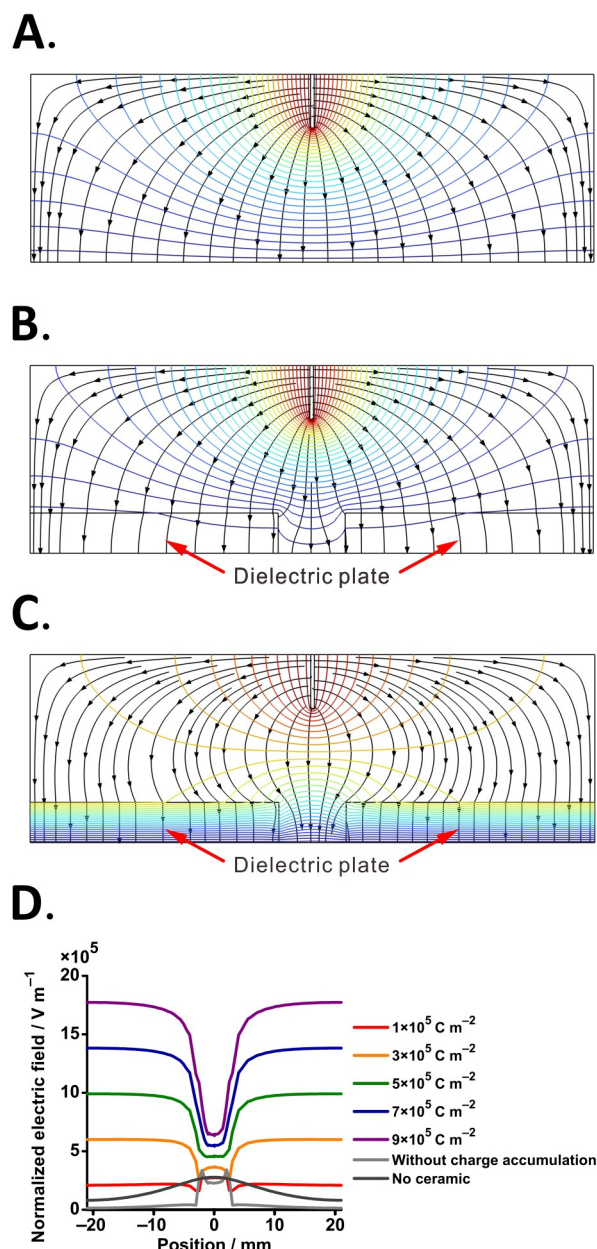 A.
B.
Dielectric plate
C.
Dielectric plate
D.
×10⁵
20
15
10
5
0
Normalized electric field / V m⁻¹
−20
−10
0
10
20
Position / mm
1×10⁵ C m⁻²
3×10⁵ C m⁻²
5×10⁵ C m⁻²
7×10⁵ C m⁻²
9×10⁵ C m⁻²
Without charge accumulation
No ceramic